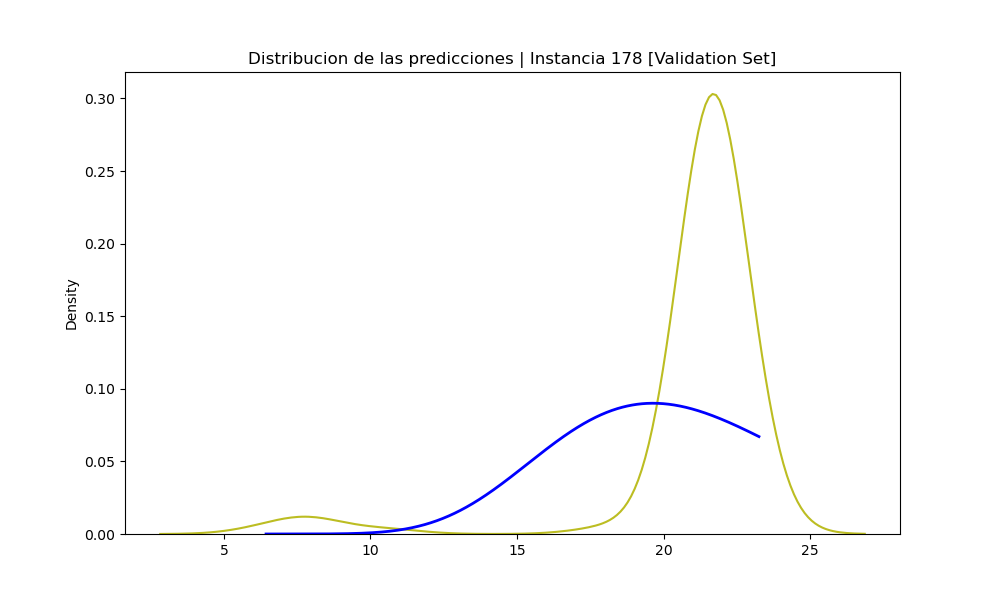 Distribucion de las predicciones | Instancia 178 [Validation Set]
Density
0.30
0.25
0.20
0.15
0.10
0.05
0.00
5 10 15 20 25